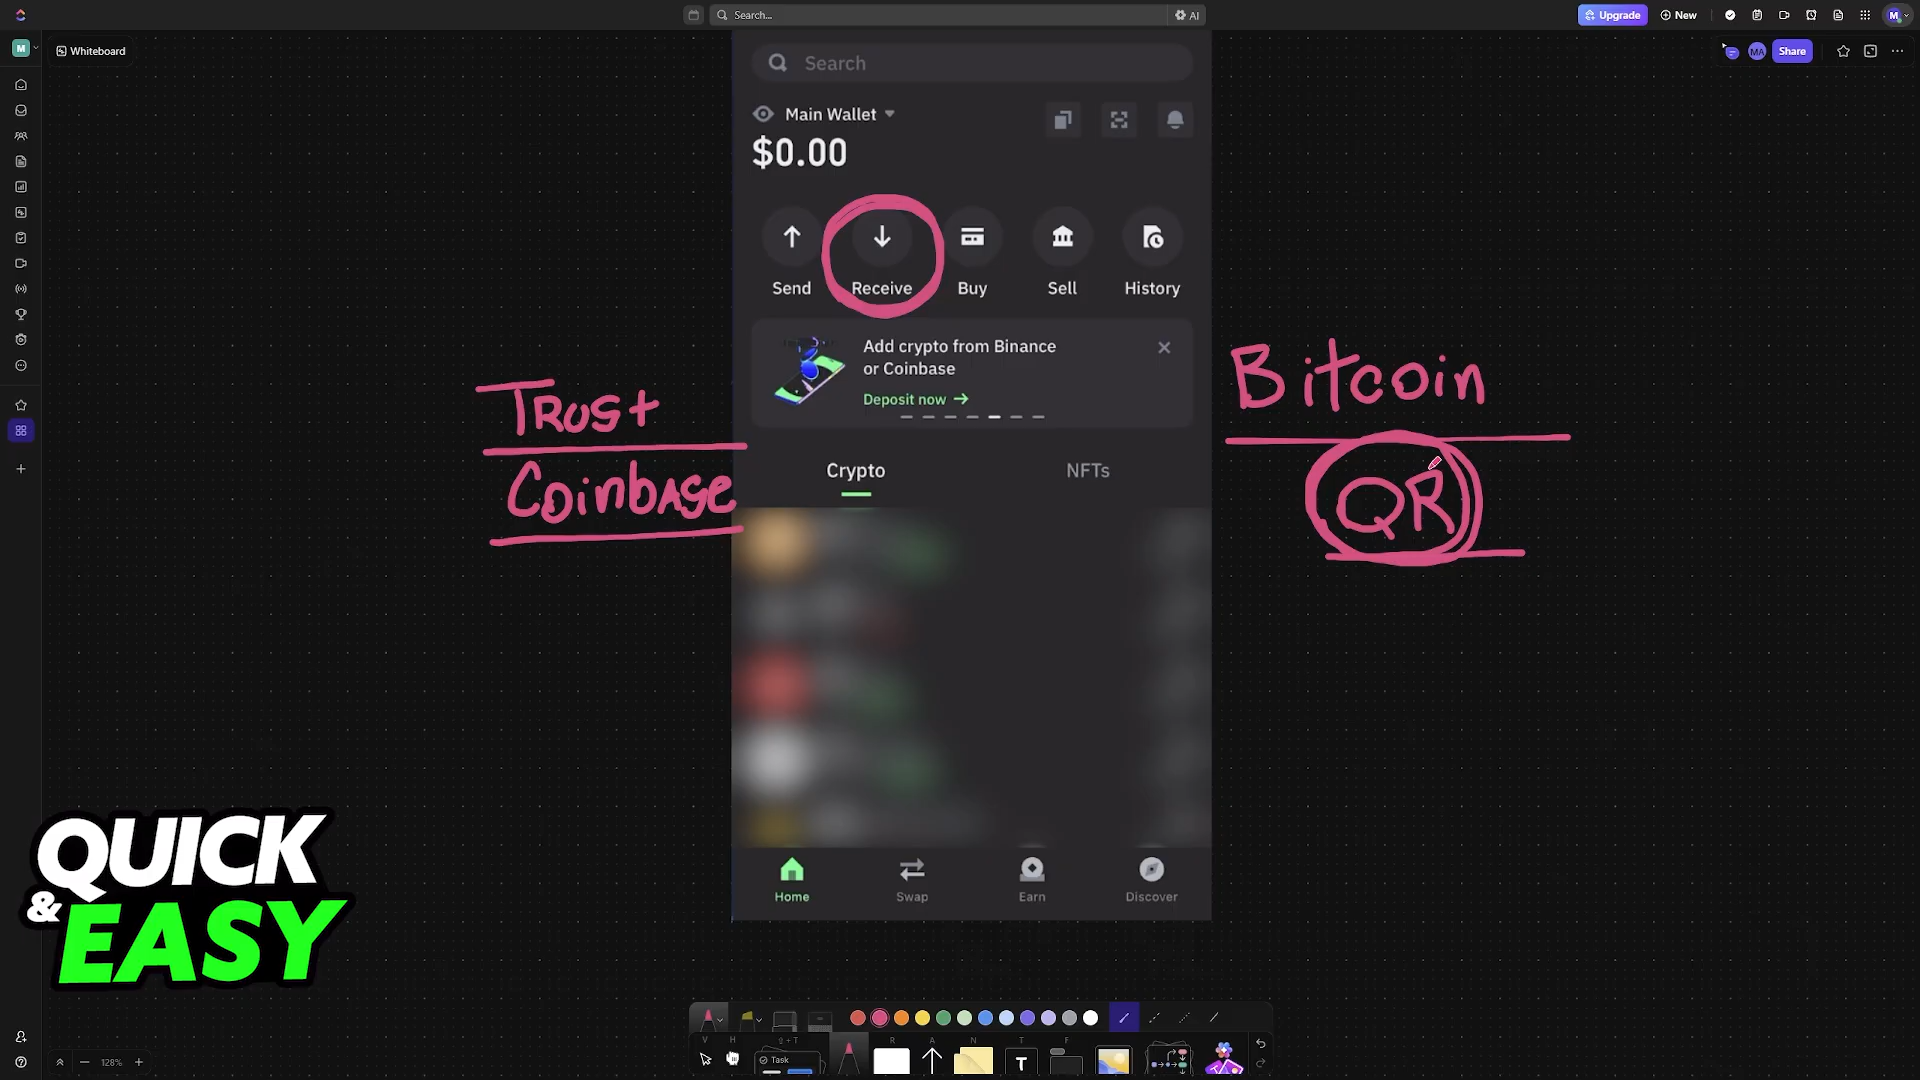 Search...
AI
Upgrade
New
M
M
Whiteboard
MA
Share
Search
Main Wallet
$0.00
Send
Receive
Buy
Sell
History
Add crypto from Binance
or Coinbase
Deposit now →
Trust
Coinbase
Bitcoin
QR
Crypto
NFTs
Home
Swap
Earn
Discover
QUICK
& EASY
V
H
⇧+T
R
A
N
T
F
Task
T
128%